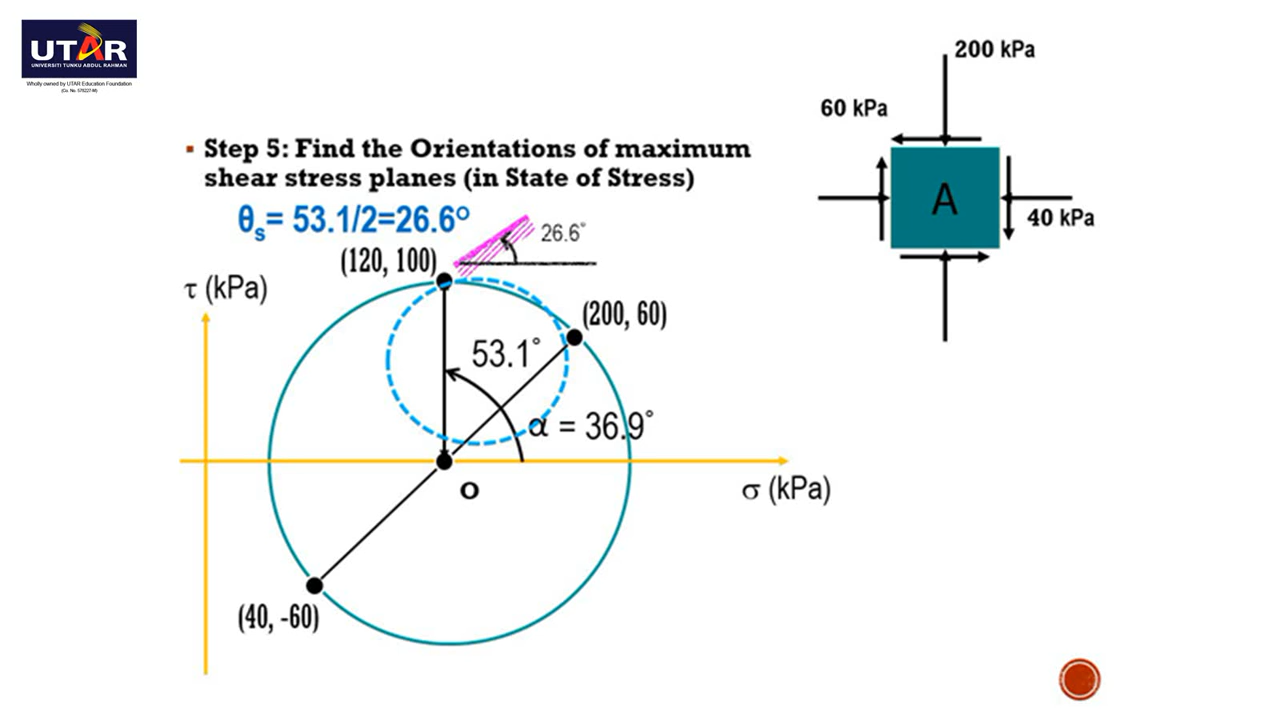 UTAR
UNIVERSITI TUNKU ABDUL RAHMAN
Wholly owned by UTAR Education Foundation
200 kPa
60 kPa
▪ Step 5: Find the Orientations of maximum
shear stress planes (in State of Stress)
A
40 kPa
θs= 53.1/2=26.6°
26.6°
(120, 100)
τ (kPa)
(200, 60)
53.1°
α = 36.9°
O
σ (kPa)
(40, -60)